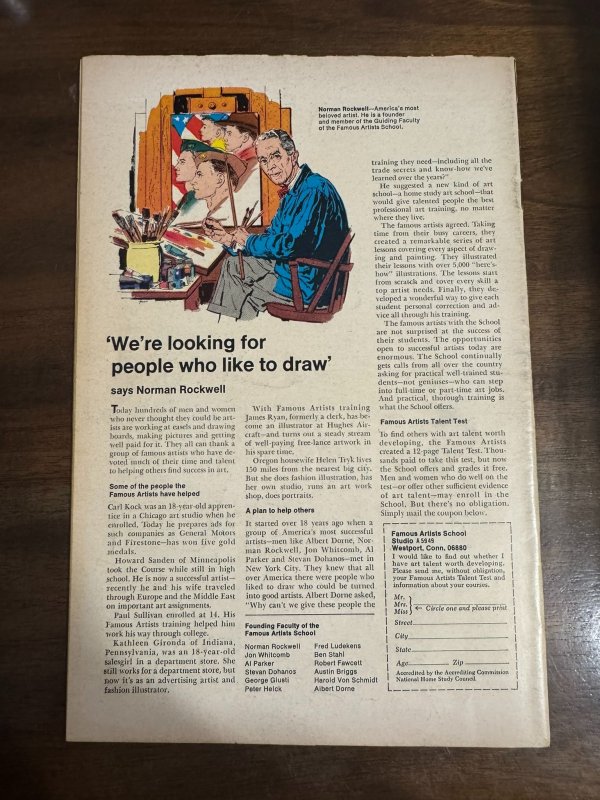 Norman Rockwell—America's most
beloved artist. He is a founder
and member of the Guiding Faculty
of the Famous Artists School.
'We're looking for
people who like to draw'
says Norman Rockwell
Today hundreds of men and women
who never thought they could be art-
ists are working at easels and drawing
boards, making pictures and getting
well paid for it. They all can thank a
group of famous artists who have de-
voted much of their time and talent
to helping others find success in art.
Some of the people the
Famous Artists have helped
Carl Kock was an 18-year-old appren-
tice in a Chicago art studio when he
enrolled. Today he prepares ads for
such companies as General Motors
and Firestone—has won five gold
medals.
Howard Sanden of Minneapolis
took the Course while still in high
school. He is now a successful artist—
recently he and his wife traveled
through Europe and the Middle East
on important art assignments.
Paul Sullivan enrolled at 14. His
Famous Artists training helped him
work his way through college.
Kathleen Gironda of Indiana,
Pennsylvania, was an 18-year-old
salesgirl in a department store. She
still works for a department store, but
now it's as an advertising artist and
fashion illustrator.
With Famous Artists training
James Ryan, formerly a clerk, has be-
come an illustrator at Hughes Air-
craft—and turns out a steady stream
of well-paying free-lance artwork in
his spare time.
Oregon housewife Helen Tryk lives
150 miles from the nearest big city.
But she does fashion illustration, has
her own studio, runs an art work
shop, does portraits.
A plan to help others
It started over 18 years ago when a
group of America's most successful
artists—men like Albert Dorne, Nor-
man Rockwell, Jon Whitcomb, Al
Parker and Stevan Dohanos—met in
New York City. They knew that all
over America there were people who
liked to draw who could be turned
into good artists. Albert Dorne asked,
"Why can't we give these people the
training they need—including all the
trade secrets and know-how we've
learned over the years?"
He suggested a new kind of art
school—a home study art school—that
would give talented people the best
professional art training, no matter
where they live.
The famous artists agreed. Taking
time from their busy careers, they
created a remarkable series of art
lessons covering every aspect of draw-
ing and painting. They illustrated
their lessons with over 5,000 "here's-
how" illustrations. The lessons start
from scratch and cover every skill a
top artist needs. Finally, they de-
veloped a wonderful way to give each
student personal correction and ad-
vice all through his training.
The famous artists with the School
are not surprised at the success of
their students. The opportunities
open to successful artists today are
enormous. The School continually
gets calls from all over the country
asking for practical well-trained stu-
dents—not geniuses—who can step
into full-time or part-time art jobs.
And practical, thorough training is
what the School offers.
Famous Artists Talent Test
To find others with art talent worth
developing, the Famous Artists
created a 12-page Talent Test. Thou-
sands paid to take this test, but now
the School offers and grades it free.
Men and women who do well on the
test—or offer other sufficient evidence
of art talent—may enroll in the
School. But there's no obligation.
Simply mail the coupon below.
Founding Faculty of the
Famous Artists School
Norman Rockwell Fred Ludekens
Jon Whitcomb Ben Stahl
Al Parker Robert Fawcett
Stevan Dohanos Austin Briggs
George Giusti Harold Von Schmidt
Peter Helck Albert Dorne
Famous Artists School
Studio A5949
Westport, Conn. 06880
I would like to find out whether I
have art talent worth developing.
Please send me, without obligation,
your Famous Artists Talent Test and
information about your courses.
Mr.
Mrs. Circle one and please print
Miss
Street
City
State
Age Zip
Accredited by the Accrediting Commission
National Home Study Council